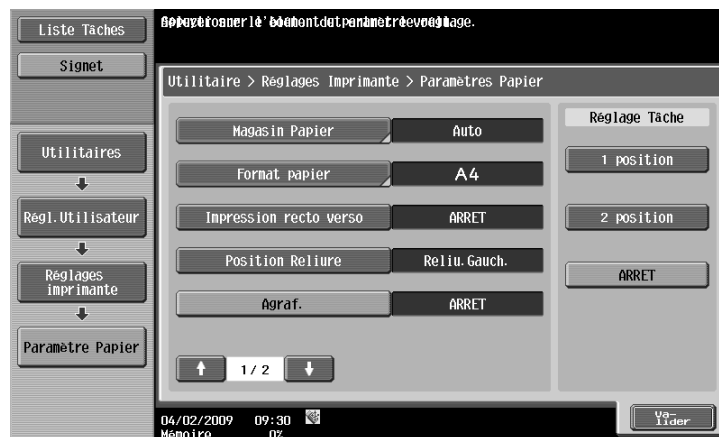 Liste Tâches
Signet
Utilitaire > Réglages Imprimante > Paramètres Papier
Magasin Papier Auto
Format papier A4
Impression recto verso ARRET
Position Reliure Reliu.Gauch.
Agraf. ARRET
1/2
Réglage Tâche
1 position
2 position
ARRET
Utilitaires
Régl.Utilisateur
Réglages
imprimante
Paramètre Papier
04/02/2009 09:30
Mémoire 0%
Va-
lider